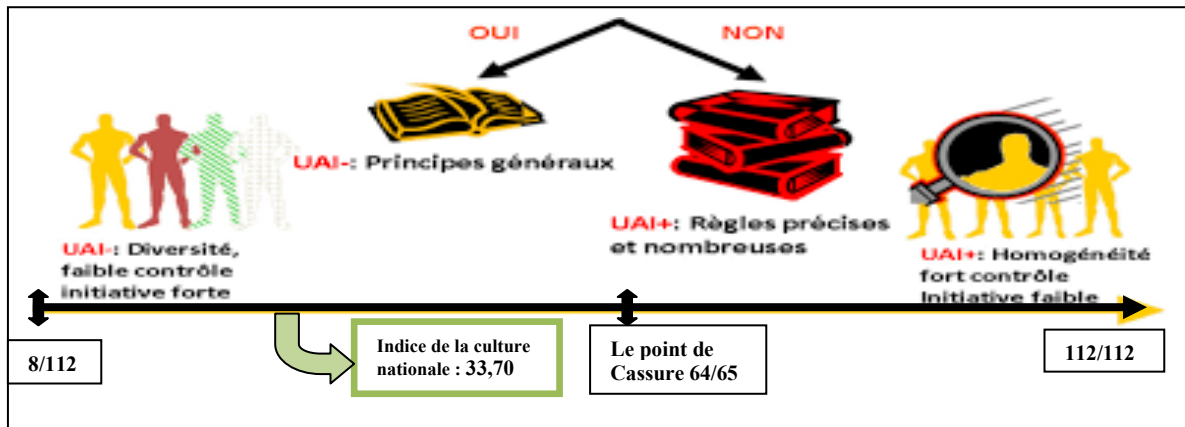 OUI
NON
UAI-: Principes généraux
UAI+: Règles précises
et nombreuses
UAI-: Diversité,
faible contrôle
initiative forte
UAI+: Homogénéité
fort contrôle
Initiative faible
8/112
Indice de la culture
nationale : 33,70
Le point de
Cassure 64/65
112/112